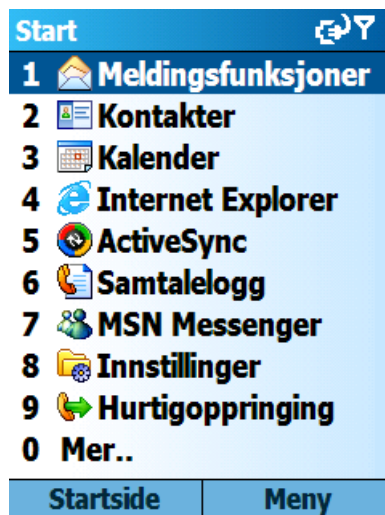 Start
1 Meldingsfunksjoner
2 Kontakter
3 Kalender
4 Internet Explorer
5 ActiveSync
6 Samtalelogg
7 MSN Messenger
8 Innstillinger
9 Hurtigoppringing
0 Mer..
Startside Meny